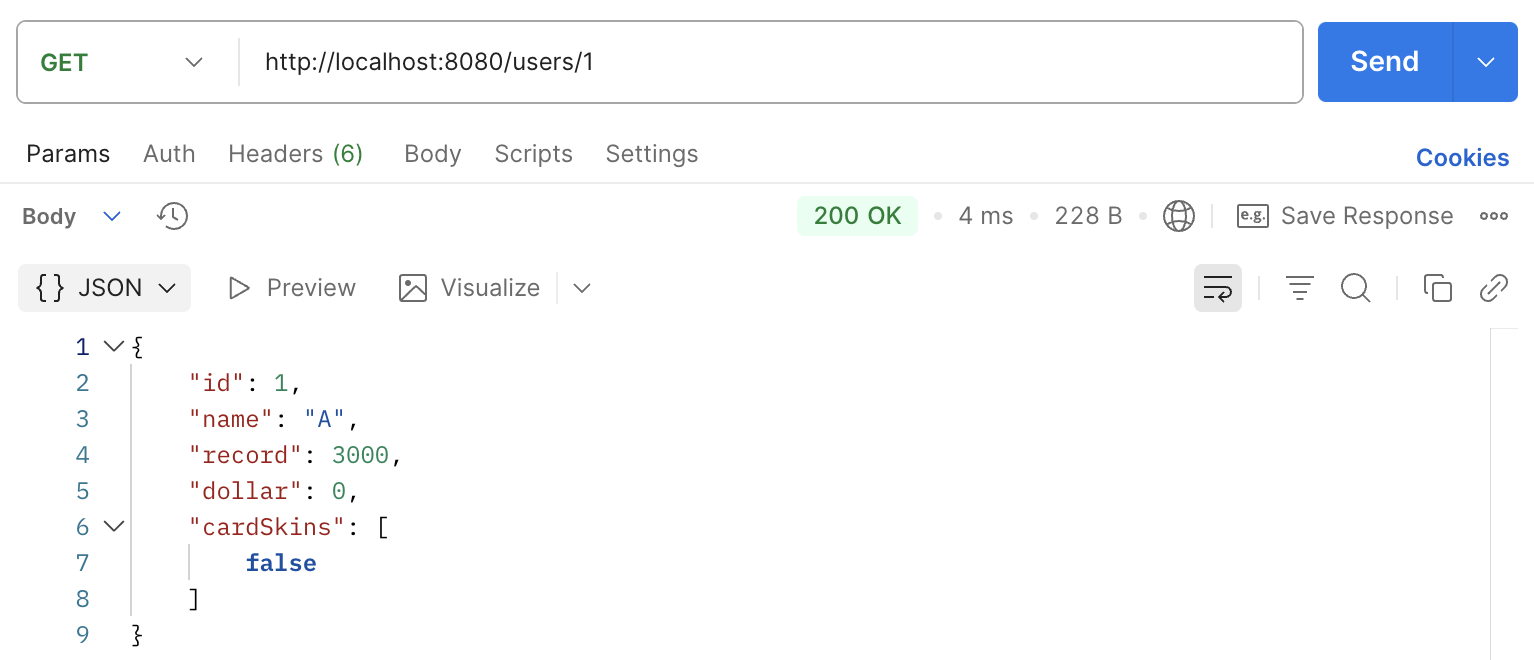 GET http://localhost:8080/users/1 Send
Params Auth Headers (6) Body Scripts Settings Cookies
Body 200 OK • 4 ms • 228 B • e.g. Save Response
{} JSON Preview Visualize
1 {
2 "id": 1,
3 "name": "A",
4 "record": 3000,
5 "dollar": 0,
6 "cardSkins": [
7 false
8 ]
9 }